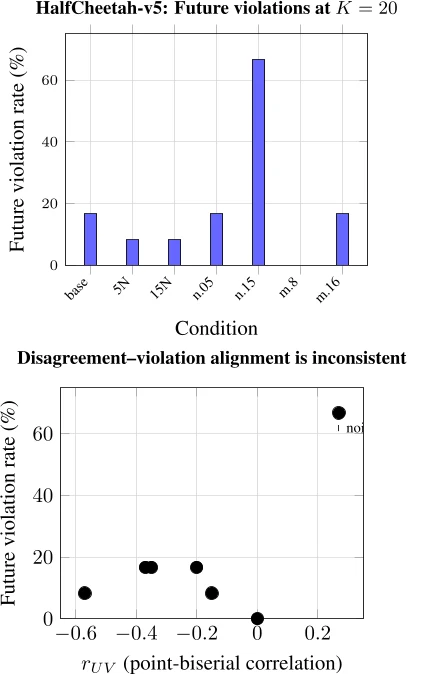 HalfCheetah-v5: Future violations at K = 20
Future violation rate (%)
60
40
20
0
base
5N
15N
n.05
n.15
m.8
m.16
Condition
Disagreement–violation alignment is inconsistent
Future violation rate (%)
60
40
20
0
noi
−0.6
−0.4
−0.2
0
0.2
r_UV (point-biserial correlation)